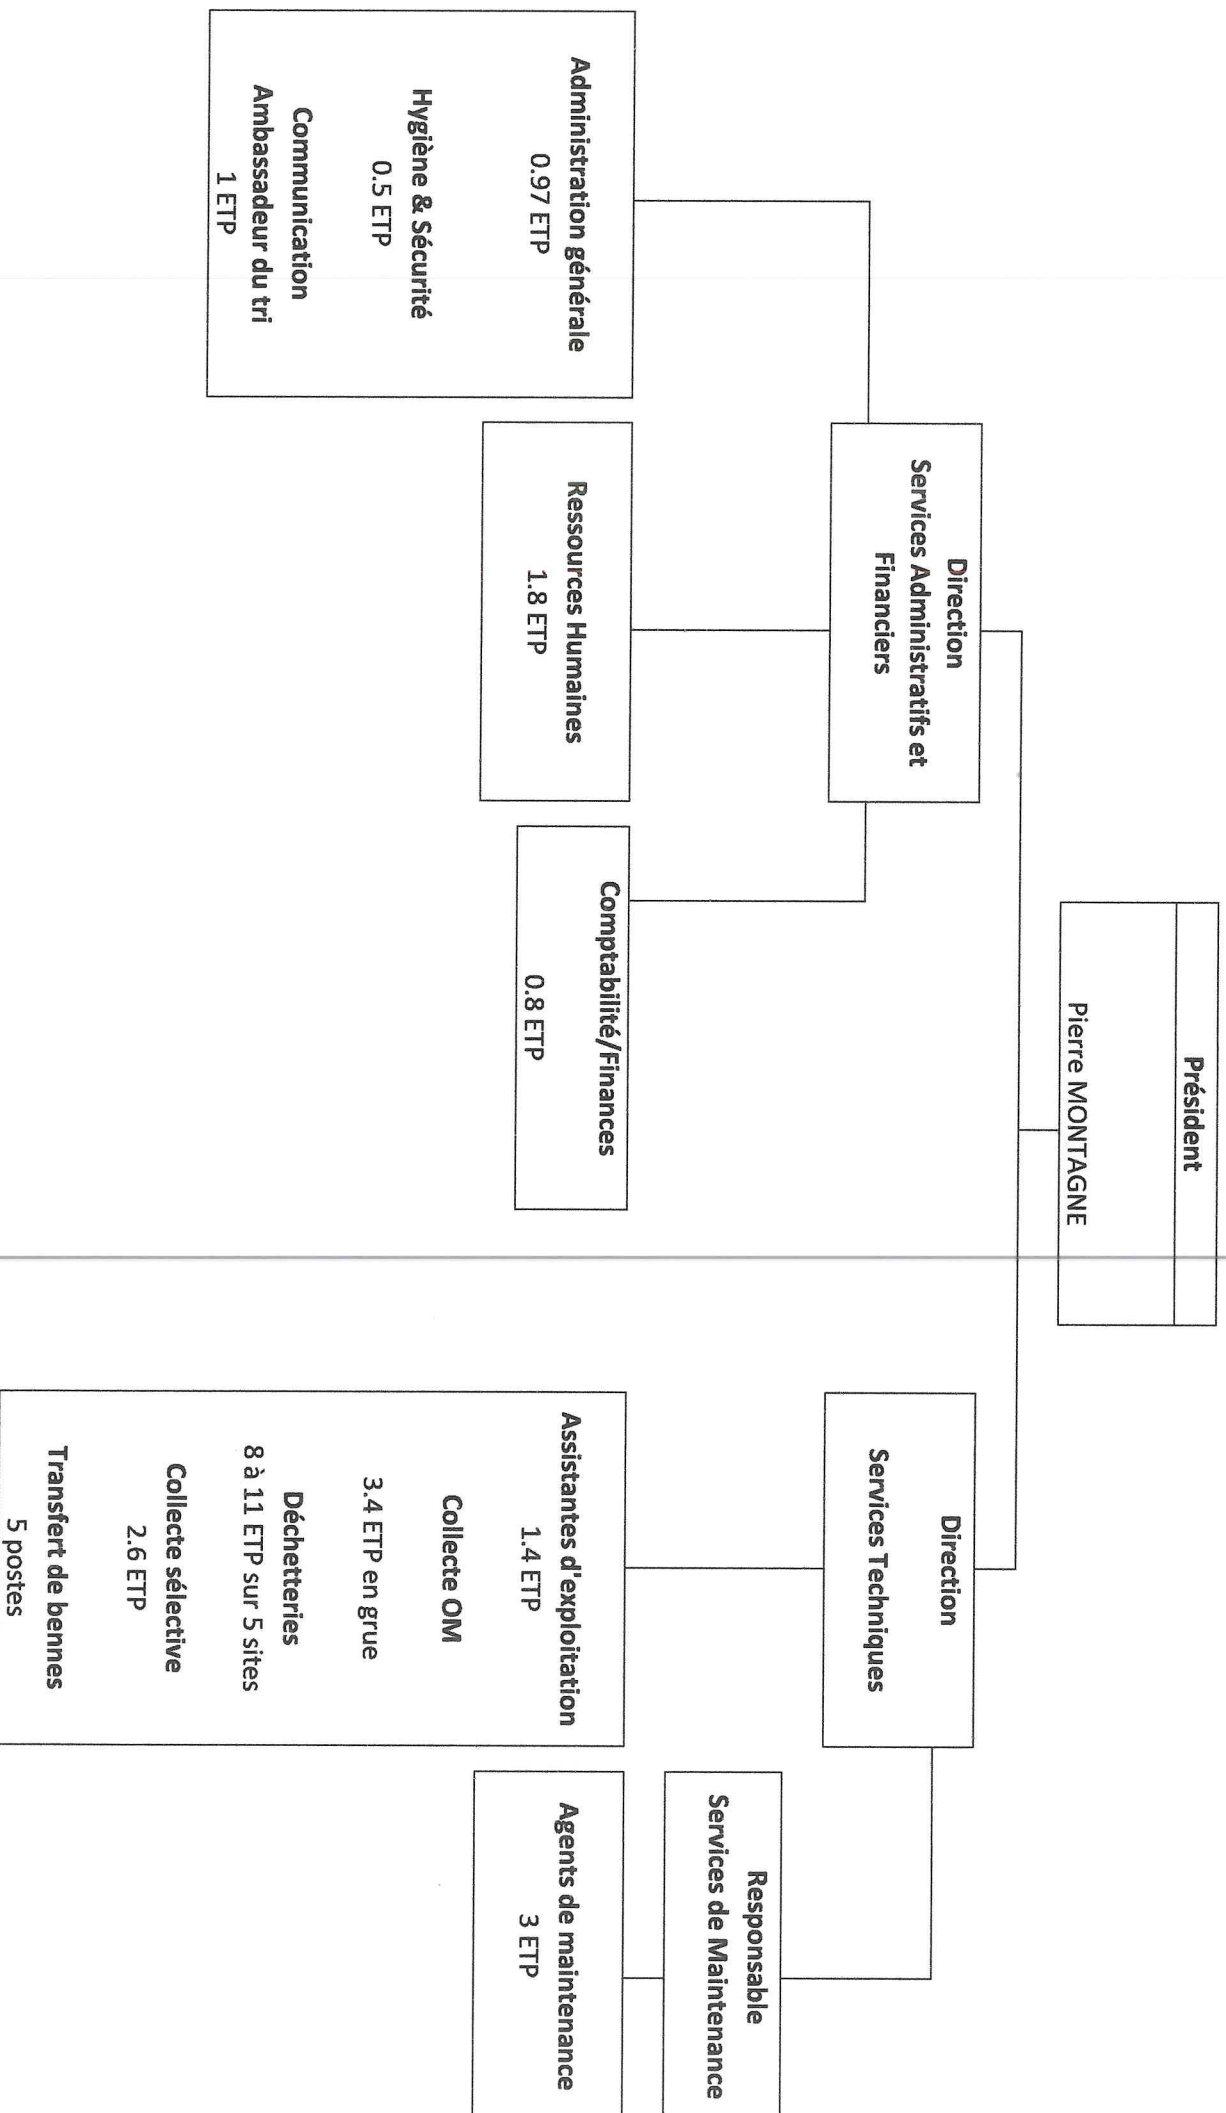 Président
Pierre MONTAGNE
Direction
Services Administratifs et
Financiers
Administration générale
0.97 ETP
Hygiène & Sécurité
0.5 ETP
Communication
Ambassadeur du tri
1 ETP
Ressources Humaines
1.8 ETP
Comptabilité/Finances
0.8 ETP
Direction
Services Techniques
Assistantes d'exploitation
1.4 ETP
Collecte OM
3.4 ETP en grue
Déchetteries
8 à 11 ETP sur 5 sites
Collecte sélective
2.6 ETP
Transfert de bennes
5 postes
Responsable
Services de Maintenance
Agents de maintenance
3 ETP